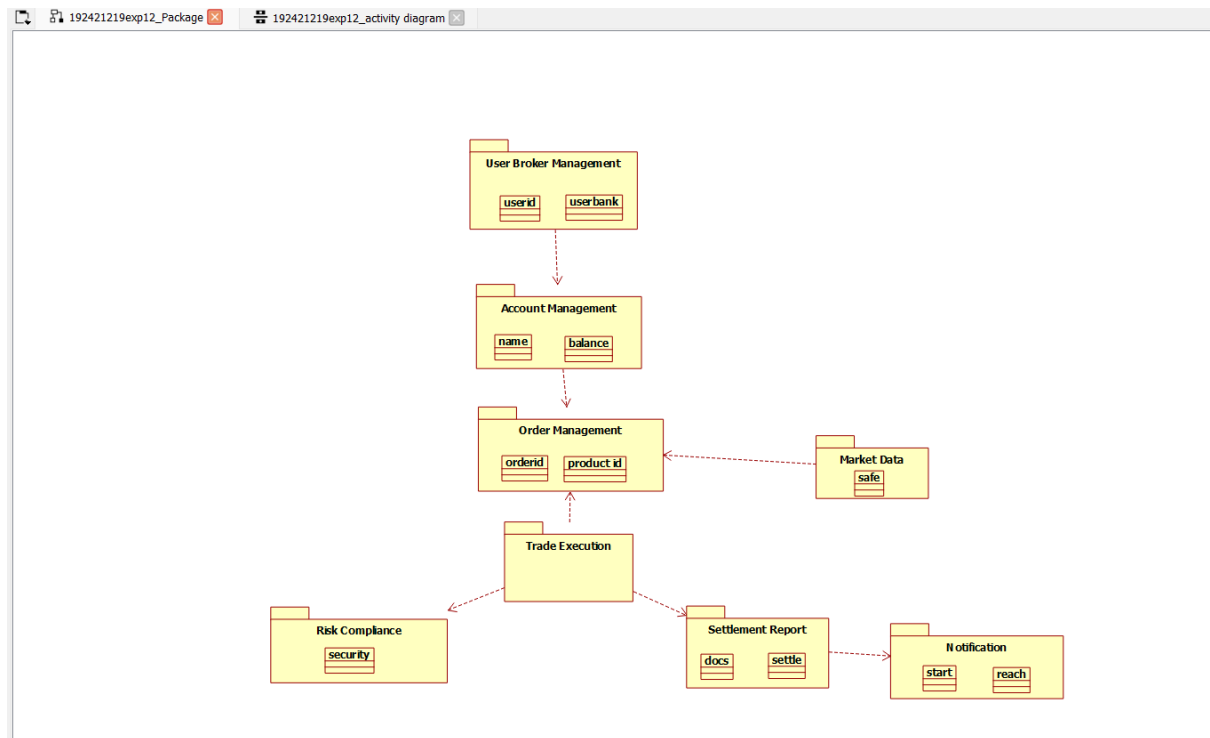 192421219exp12_Package
192421219exp12_activity diagram
User Broker Management
userid
userbank
Account Management
name
balance
Order Management
orderid
product id
Market Data
safe
Trade Execution
Risk Compliance
security
Settlement Report
docs
settle
Notification
start
reach